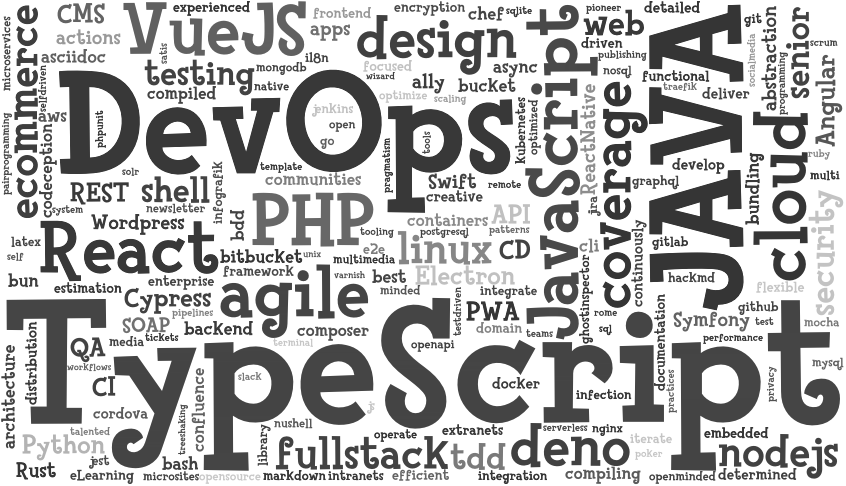 microservices
CMS
actions
asciidoc
VueJS
experienced
satis
frontend
apps
encryption
chef
sqlite
design
async
pioneer
web
driven
publishing
nosql
detailed
git
socialmedia
abstraction
programming
senior
scrum
ecommerce
selfdriven
aws
codeception
testing
compiled
mongodb
native
i18n
focused
wizard
optimize
scaling
a11y
bucket
JavaScript
functional
traefik
deliver
JAVA
Angular
ruby
multi
DevOps
phpunit
jenkins
open
go
tools
pragmatism
Kubernetes
optimized
ReactNative
jira
coverage
develop
graphql
bundling
cloud
pairprogramming
solr
template
communities
Swift
creative
remote
REST
shell
newsletter
infografik
system
Wordpress
bdd
PHP
tooling
containers
postgresql
API
patterns
cli
continuously
gitlab
hackmd
flexible
security
latex
self
React
bitbucket
unix
multimedia
e2e
linux
CD
ghostinspector
bun
estimation
enterprise
framework
varnish
best
minded
Electron
integrate
testdriven
PWA
domain
teams
rome
sql
Cypress
pipelines
agile
SOAP
tickets
media
backend
composer
terminal
openapi
documentation
Symfony
github
test
mocha
performance
mysql
TypeScript
architecture
distribution
QA
workflows
CI
cordova
slack
docker
infection
practices
privacy
talented
Python
Rust
jest
eLearning
treeshaking
confluence
bash
microsites
opensource
library
nushell
markdown
fullstack
intranets
operate
efficient
extranets
tdd
integration
deno
serverless
nginx
compiling
iterate
poker
embedded
openminded
nodejs
determined